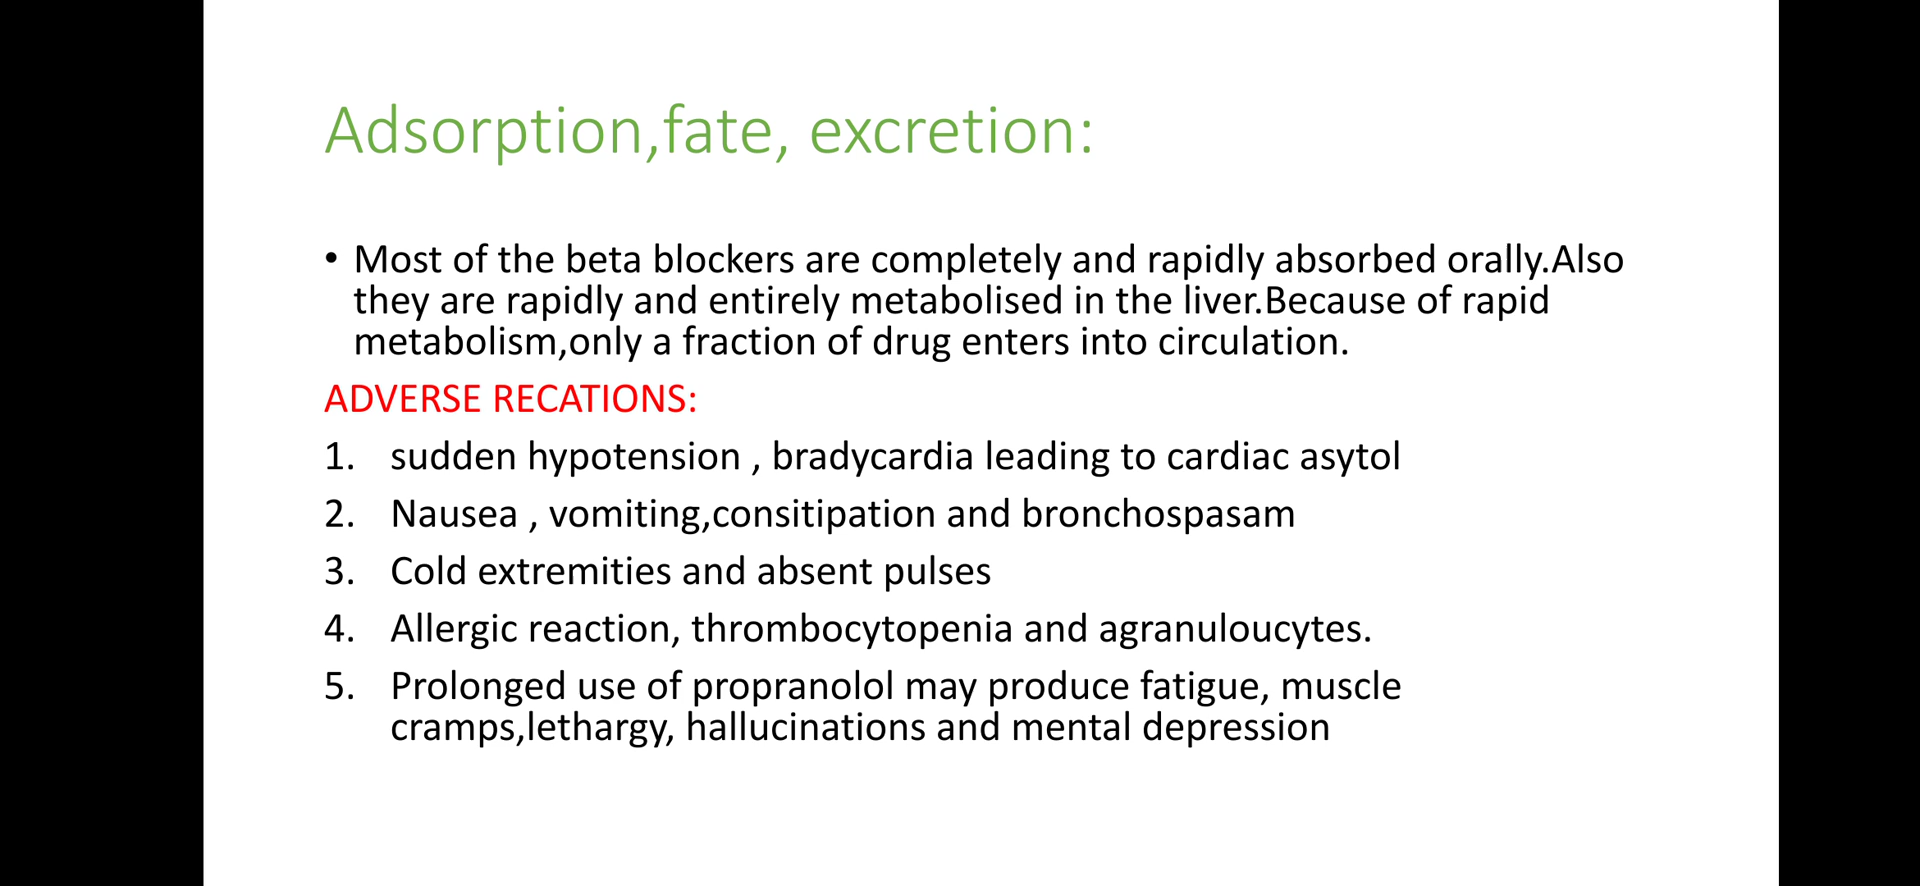 Adsorption,fate, excretion:
• Most of the beta blockers are completely and rapidly absorbed orally.Also
they are rapidly and entirely metabolised in the liver.Because of rapid
metabolism,only a fraction of drug enters into circulation.
ADVERSE RECATIONS:
1. sudden hypotension , bradycardia leading to cardiac asytol
2. Nausea , vomiting,consitipation and bronchospasam
3. Cold extremities and absent pulses
4. Allergic reaction, thrombocytopenia and agranuloucytes.
5. Prolonged use of propranolol may produce fatigue, muscle
cramps,lethargy, hallucinations and mental depression